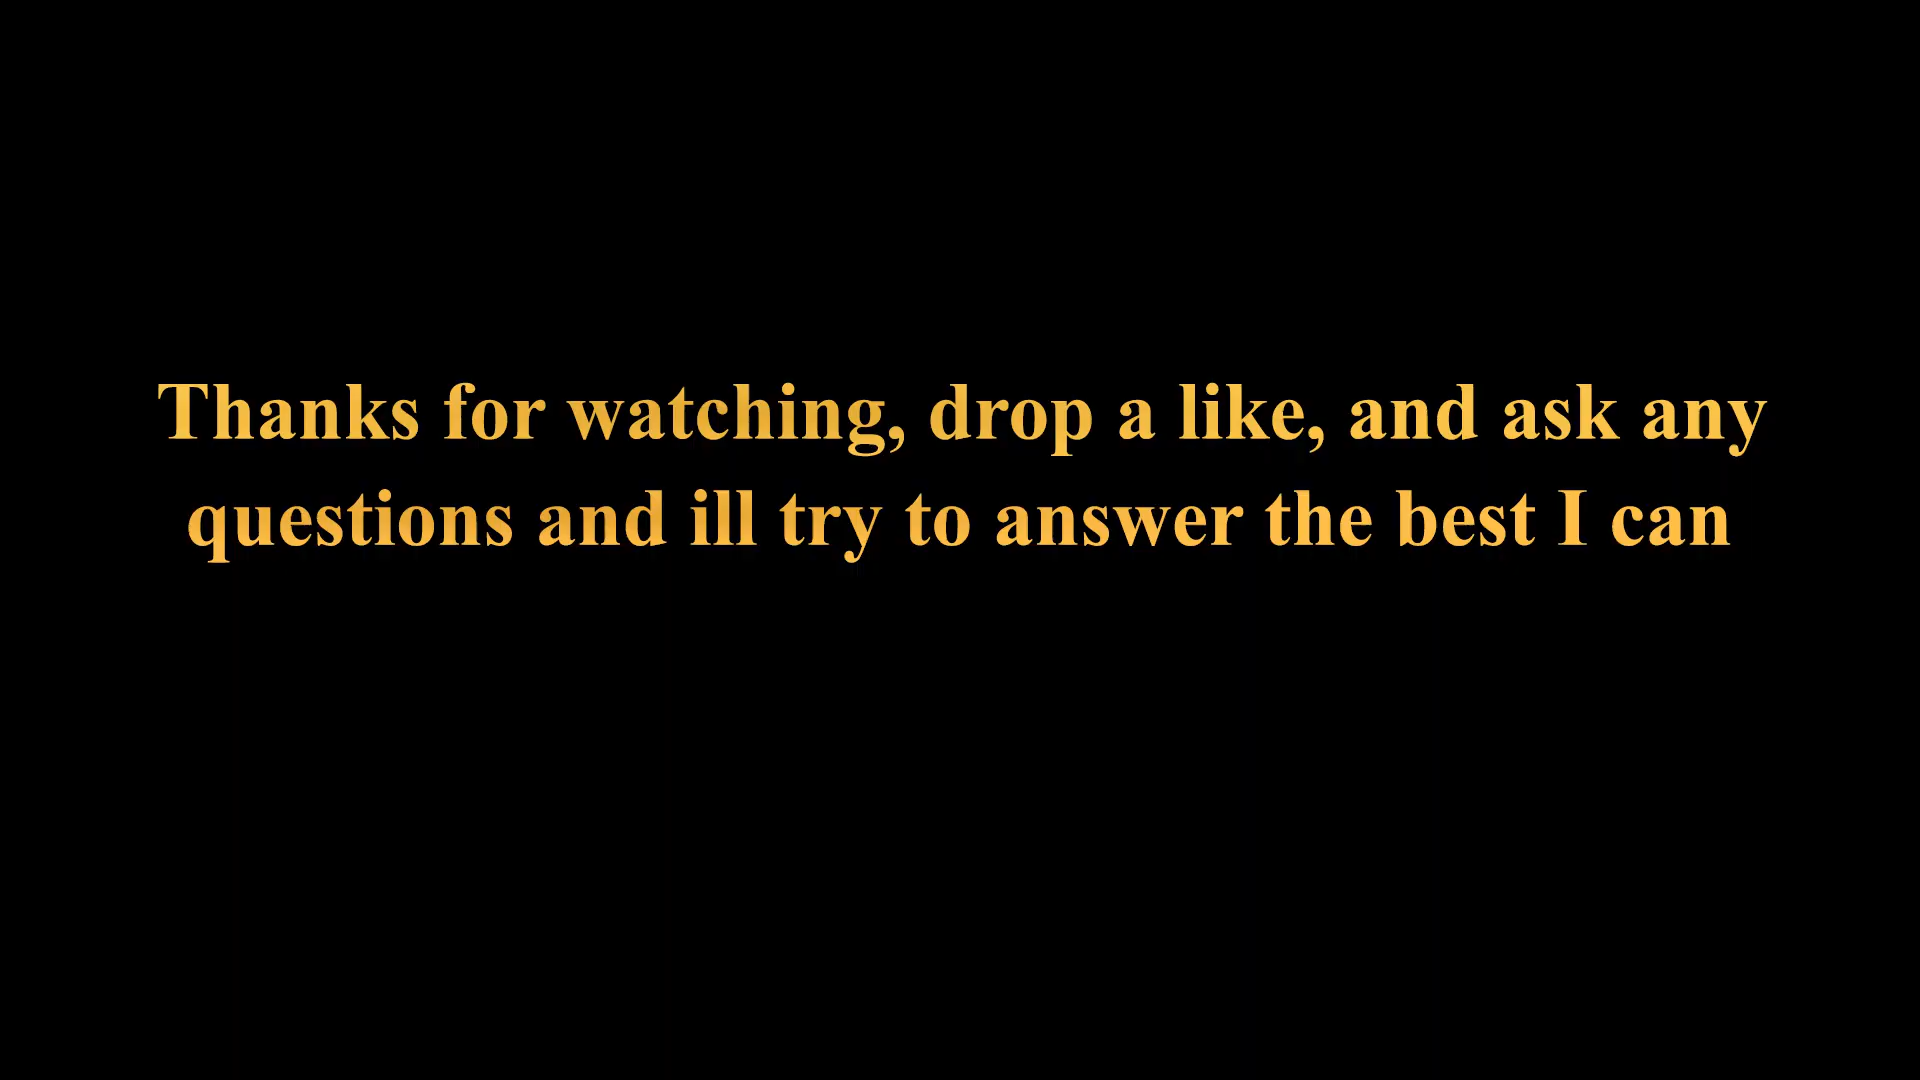 Thanks for watching, drop a like, and ask any
questions and ill try to answer the best I can